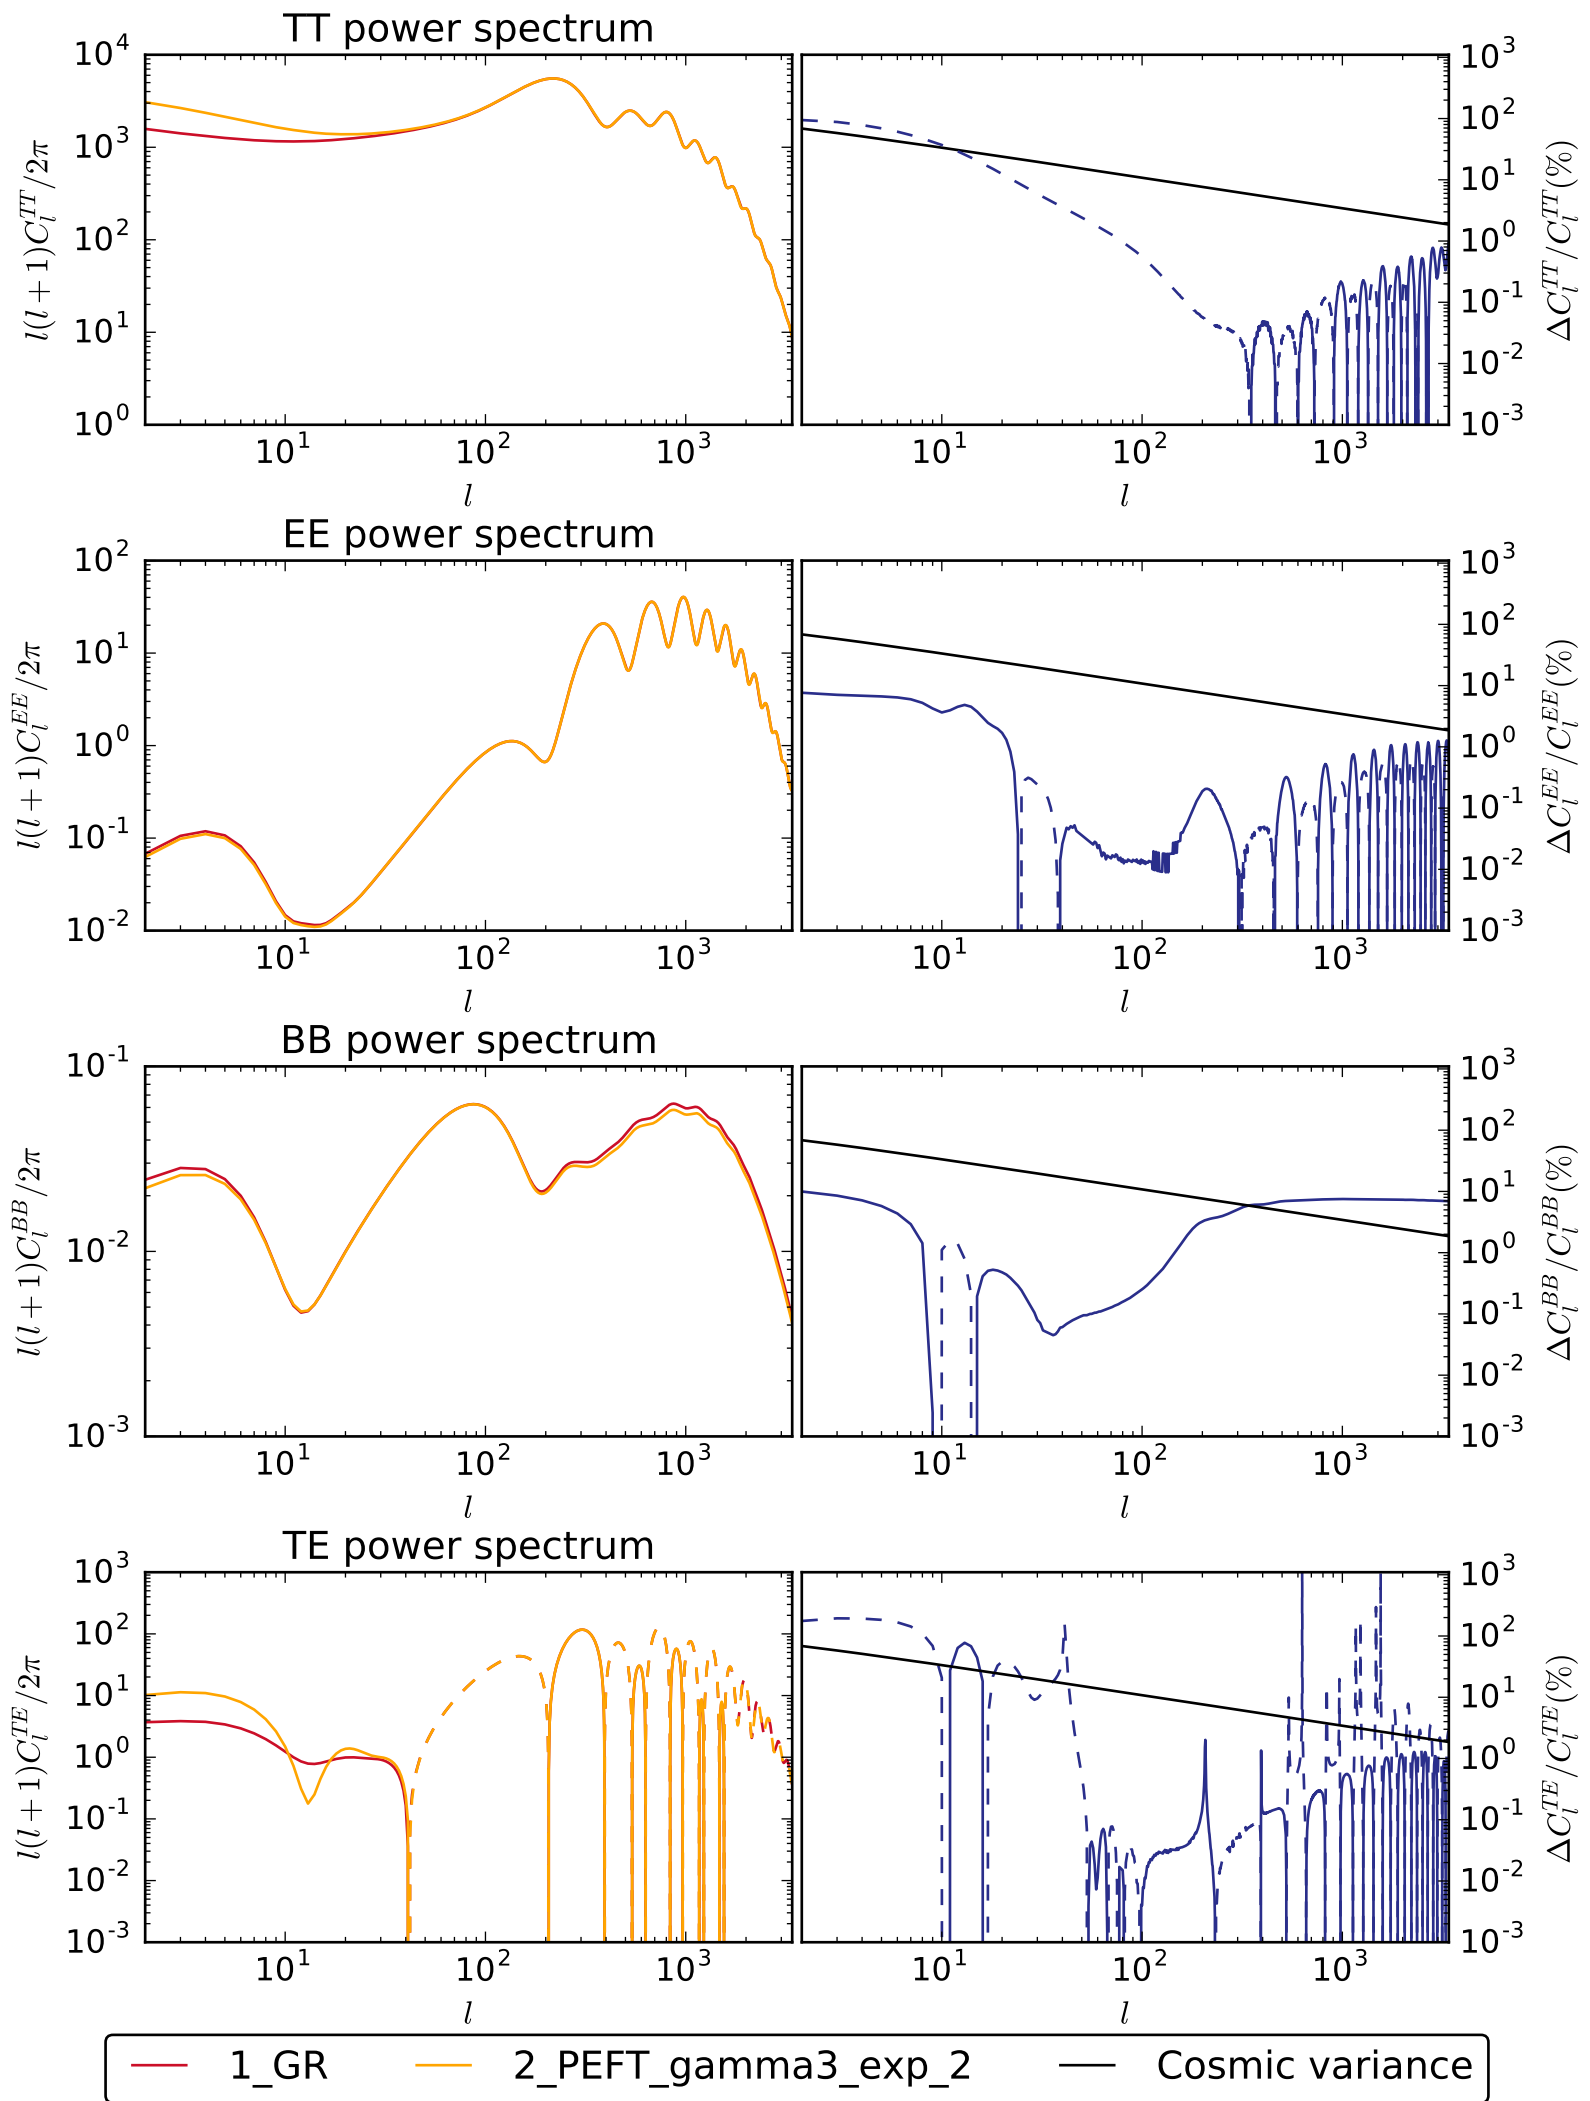 TT power spectrum
10^4
10^3
10^2
10^1
10^0
l(l+1)C_l^{TT}/2π
10^1 10^2 10^3
l
10^3
10^2
10^1
10^0
10^-1
10^-2
10^-3
ΔC_l^{TT}/C_l^{TT}(%)
10^1 10^2 10^3
l
EE power spectrum
10^2
10^1
10^0
10^-1
10^-2
l(l+1)C_l^{EE}/2π
10^1 10^2 10^3
l
10^3
10^2
10^1
10^0
10^-1
10^-2
10^-3
ΔC_l^{EE}/C_l^{EE}(%)
10^1 10^2 10^3
l
BB power spectrum
10^-1
10^-2
10^-3
l(l+1)C_l^{BB}/2π
10^1 10^2 10^3
l
10^3
10^2
10^1
10^0
10^-1
10^-2
10^-3
ΔC_l^{BB}/C_l^{BB}(%)
10^1 10^2 10^3
l
TE power spectrum
10^3
10^2
10^1
10^0
10^-1
10^-2
10^-3
l(l+1)C_l^{TE}/2π
10^1 10^2 10^3
l
10^3
10^2
10^1
10^0
10^-1
10^-2
10^-3
ΔC_l^{TE}/C_l^{TE}(%)
10^1 10^2 10^3
l
1_GR 2_PEFT_gamma3_exp_2 Cosmic variance